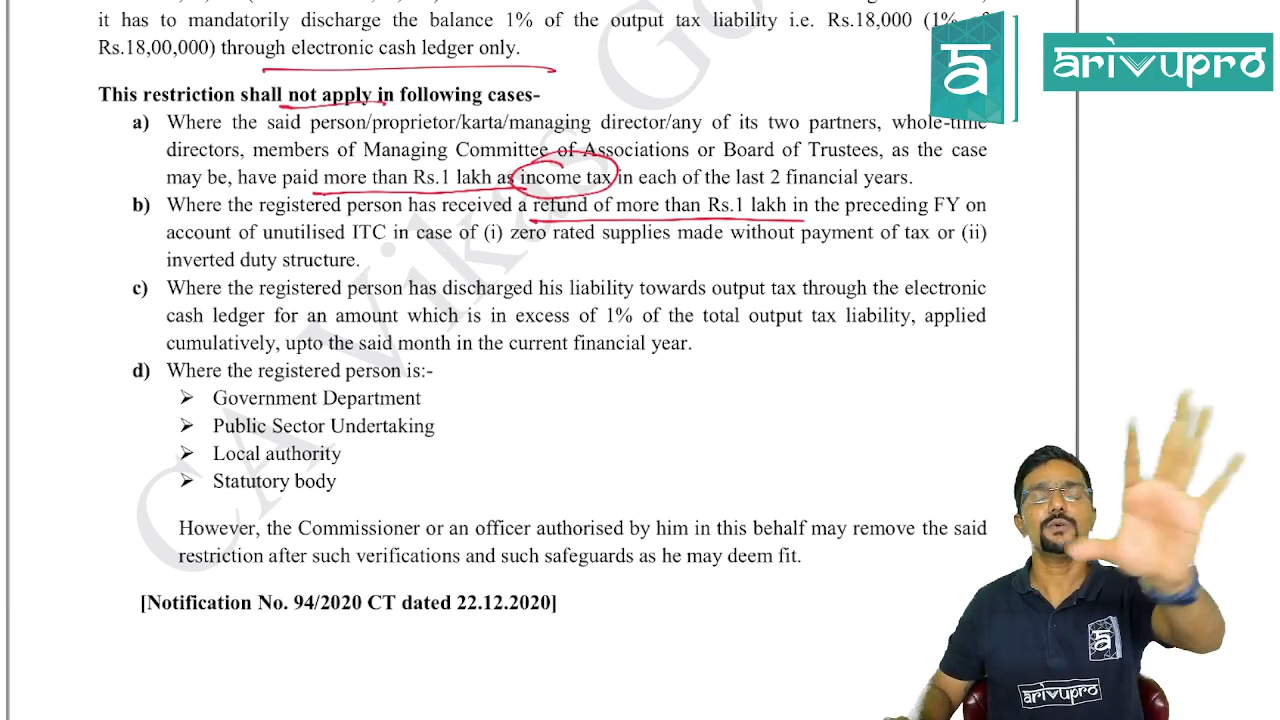 it has to mandatorily discharge the balance 1% of the output tax liability i.e. Rs.18,000 (1% of
Rs.18,00,000) through electronic cash ledger only.
This restriction shall not apply in following cases-
a) Where the said person/proprietor/karta/managing director/any of its two partners, whole-time
directors, members of Managing Committee of Associations or Board of Trustees, as the case
may be, have paid more than Rs.1 lakh as income tax in each of the last 2 financial years.
b) Where the registered person has received a refund of more than Rs.1 lakh in the preceding FY on
account of unutilised ITC in case of (i) zero rated supplies made without payment of tax or (ii)
inverted duty structure.
c) Where the registered person has discharged his liability towards output tax through the electronic
cash ledger for an amount which is in excess of 1% of the total output tax liability, applied
cumulatively, upto the said month in the current financial year.
d) Where the registered person is:-
➢ Government Department
➢ Public Sector Undertaking
➢ Local authority
➢ Statutory body
However, the Commissioner or an officer authorised by him in this behalf may remove the said
restriction after such verifications and such safeguards as he may deem fit.
[Notification No. 94/2020 CT dated 22.12.2020]
CA Vikas Go
ā
arivupro
ā
arivupro